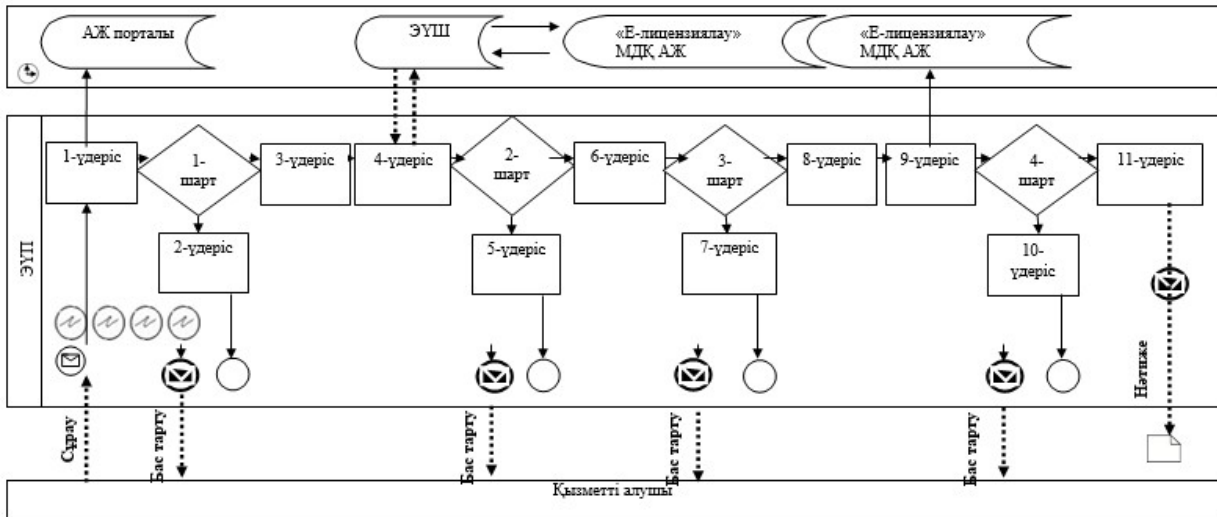 АЖ порталы
ЭҮШ
«Е-лицензиялау»
МДҚ АЖ
«Е-лицензиялау»
МДҚ АЖ
ЭҮП
1-үдеріс
1-
шарт
3-үдеріс
4-үдеріс
2-
шарт
6-үдеріс
3-
шарт
8-үдеріс
9-үдеріс
4-
шарт
11-үдеріс
2-үдеріс
5-үдеріс
7-үдеріс
10-
үдеріс
Сұрау
Бас тарту
Бас тарту
Бас тарту
Бас тарту
Нәтиже
Қызметті алушы